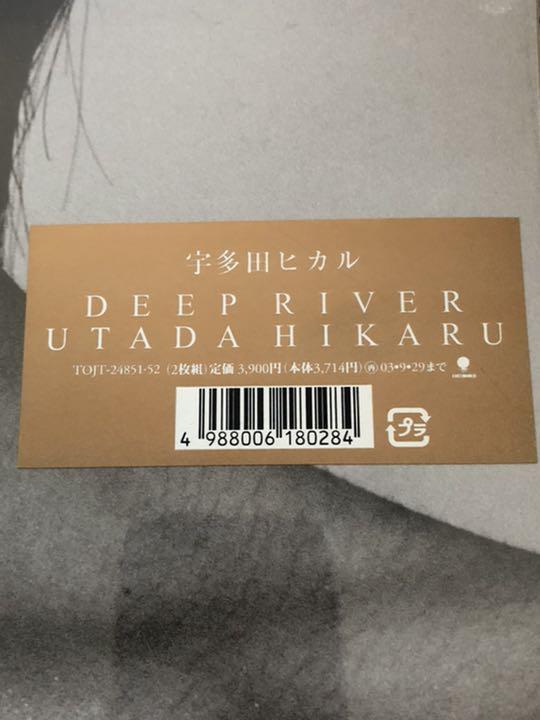 宇多田ヒカル
DEEP RIVER
UTADA HIKARU
TOJT-24851-52 (2枚組) 定価 3,900円(本体3,714円) Ⓟ 03•9•29まで
4 988006 180284
プラ